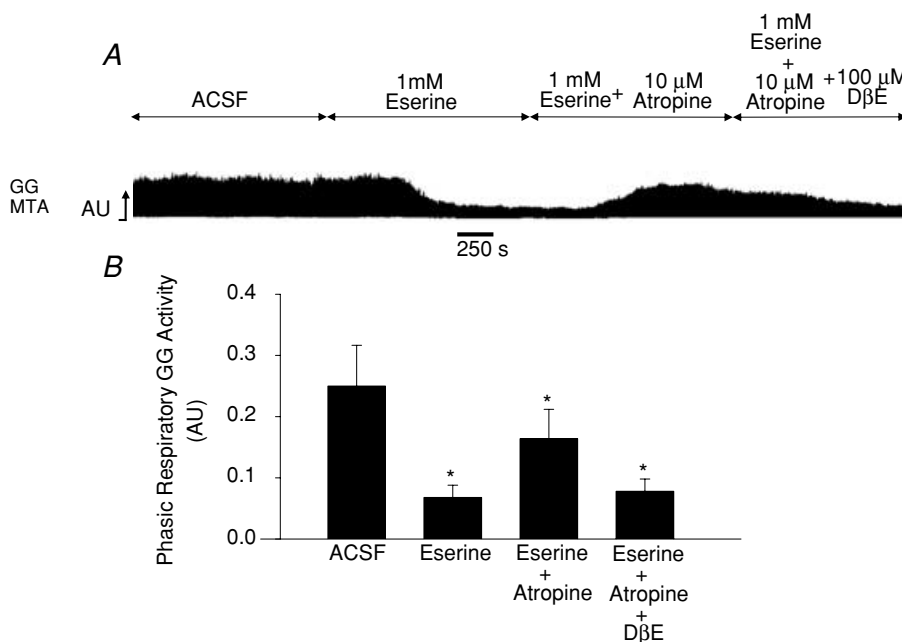 A
ACSF
1mM
Eserine
1 mM
Eserine+
10 µM
Atropine
1 mM
Eserine
+
10 µM
Atropine
+100 µM
DβE
GG
MTA
AU
250 s
B
Phasic Respiratory GG Activity
(AU)
0.4
0.3
0.2
0.1
0.0
*
*
*
ACSF
Eserine
Eserine
+
Atropine
Eserine
+
Atropine
+
DβE